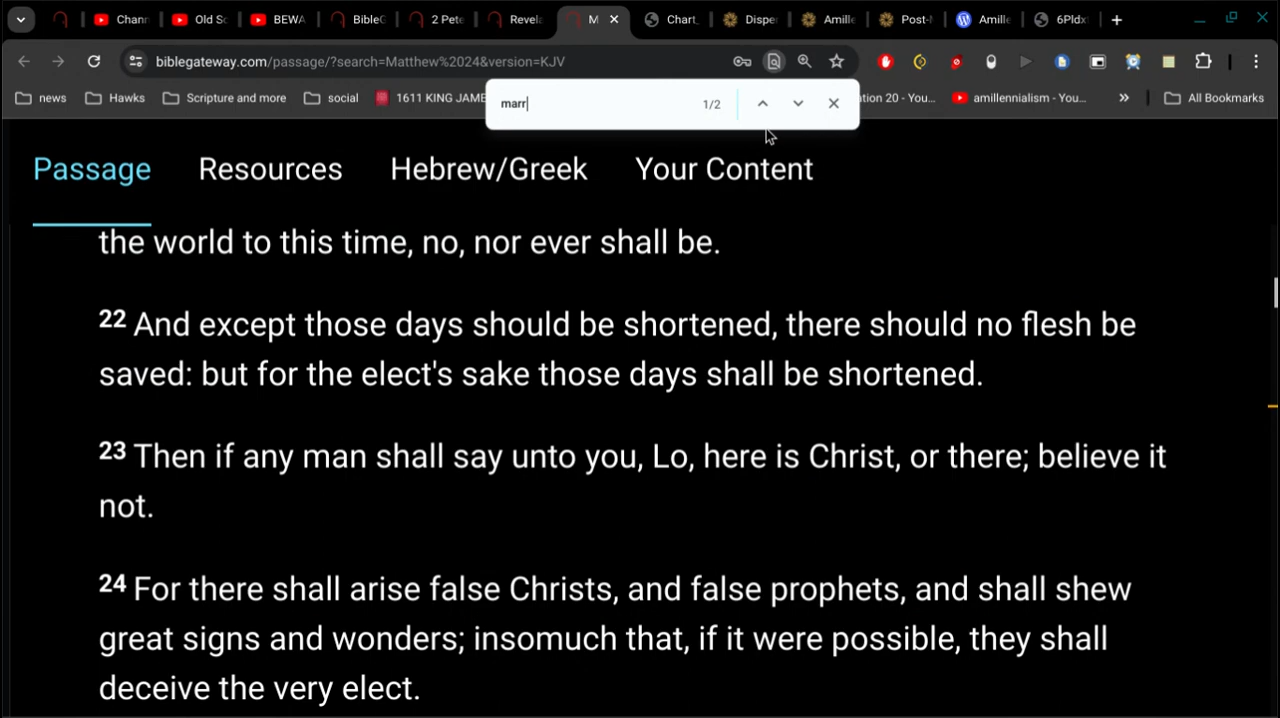 Chann
Old Sc
BEWA
BibleG
2 Pete
Revela
M
Chart_
Disper
Amille
Post-M
Amille
6Pldx
biblegateway.com/passage/?search=Matthew%2024&version=KJV
news
Hawks
Scripture and more
social
1611 KING JAME
ation 20 - You...
amillennialism - You...
All Bookmarks
marr
1/2
Passage
Resources
Hebrew/Greek
Your Content
the world to this time, no, nor ever shall be.
22 And except those days should be shortened, there should no flesh be
saved: but for the elect's sake those days shall be shortened.
23 Then if any man shall say unto you, Lo, here is Christ, or there; believe it
not.
24 For there shall arise false Christs, and false prophets, and shall shew
great signs and wonders; insomuch that, if it were possible, they shall
deceive the very elect.